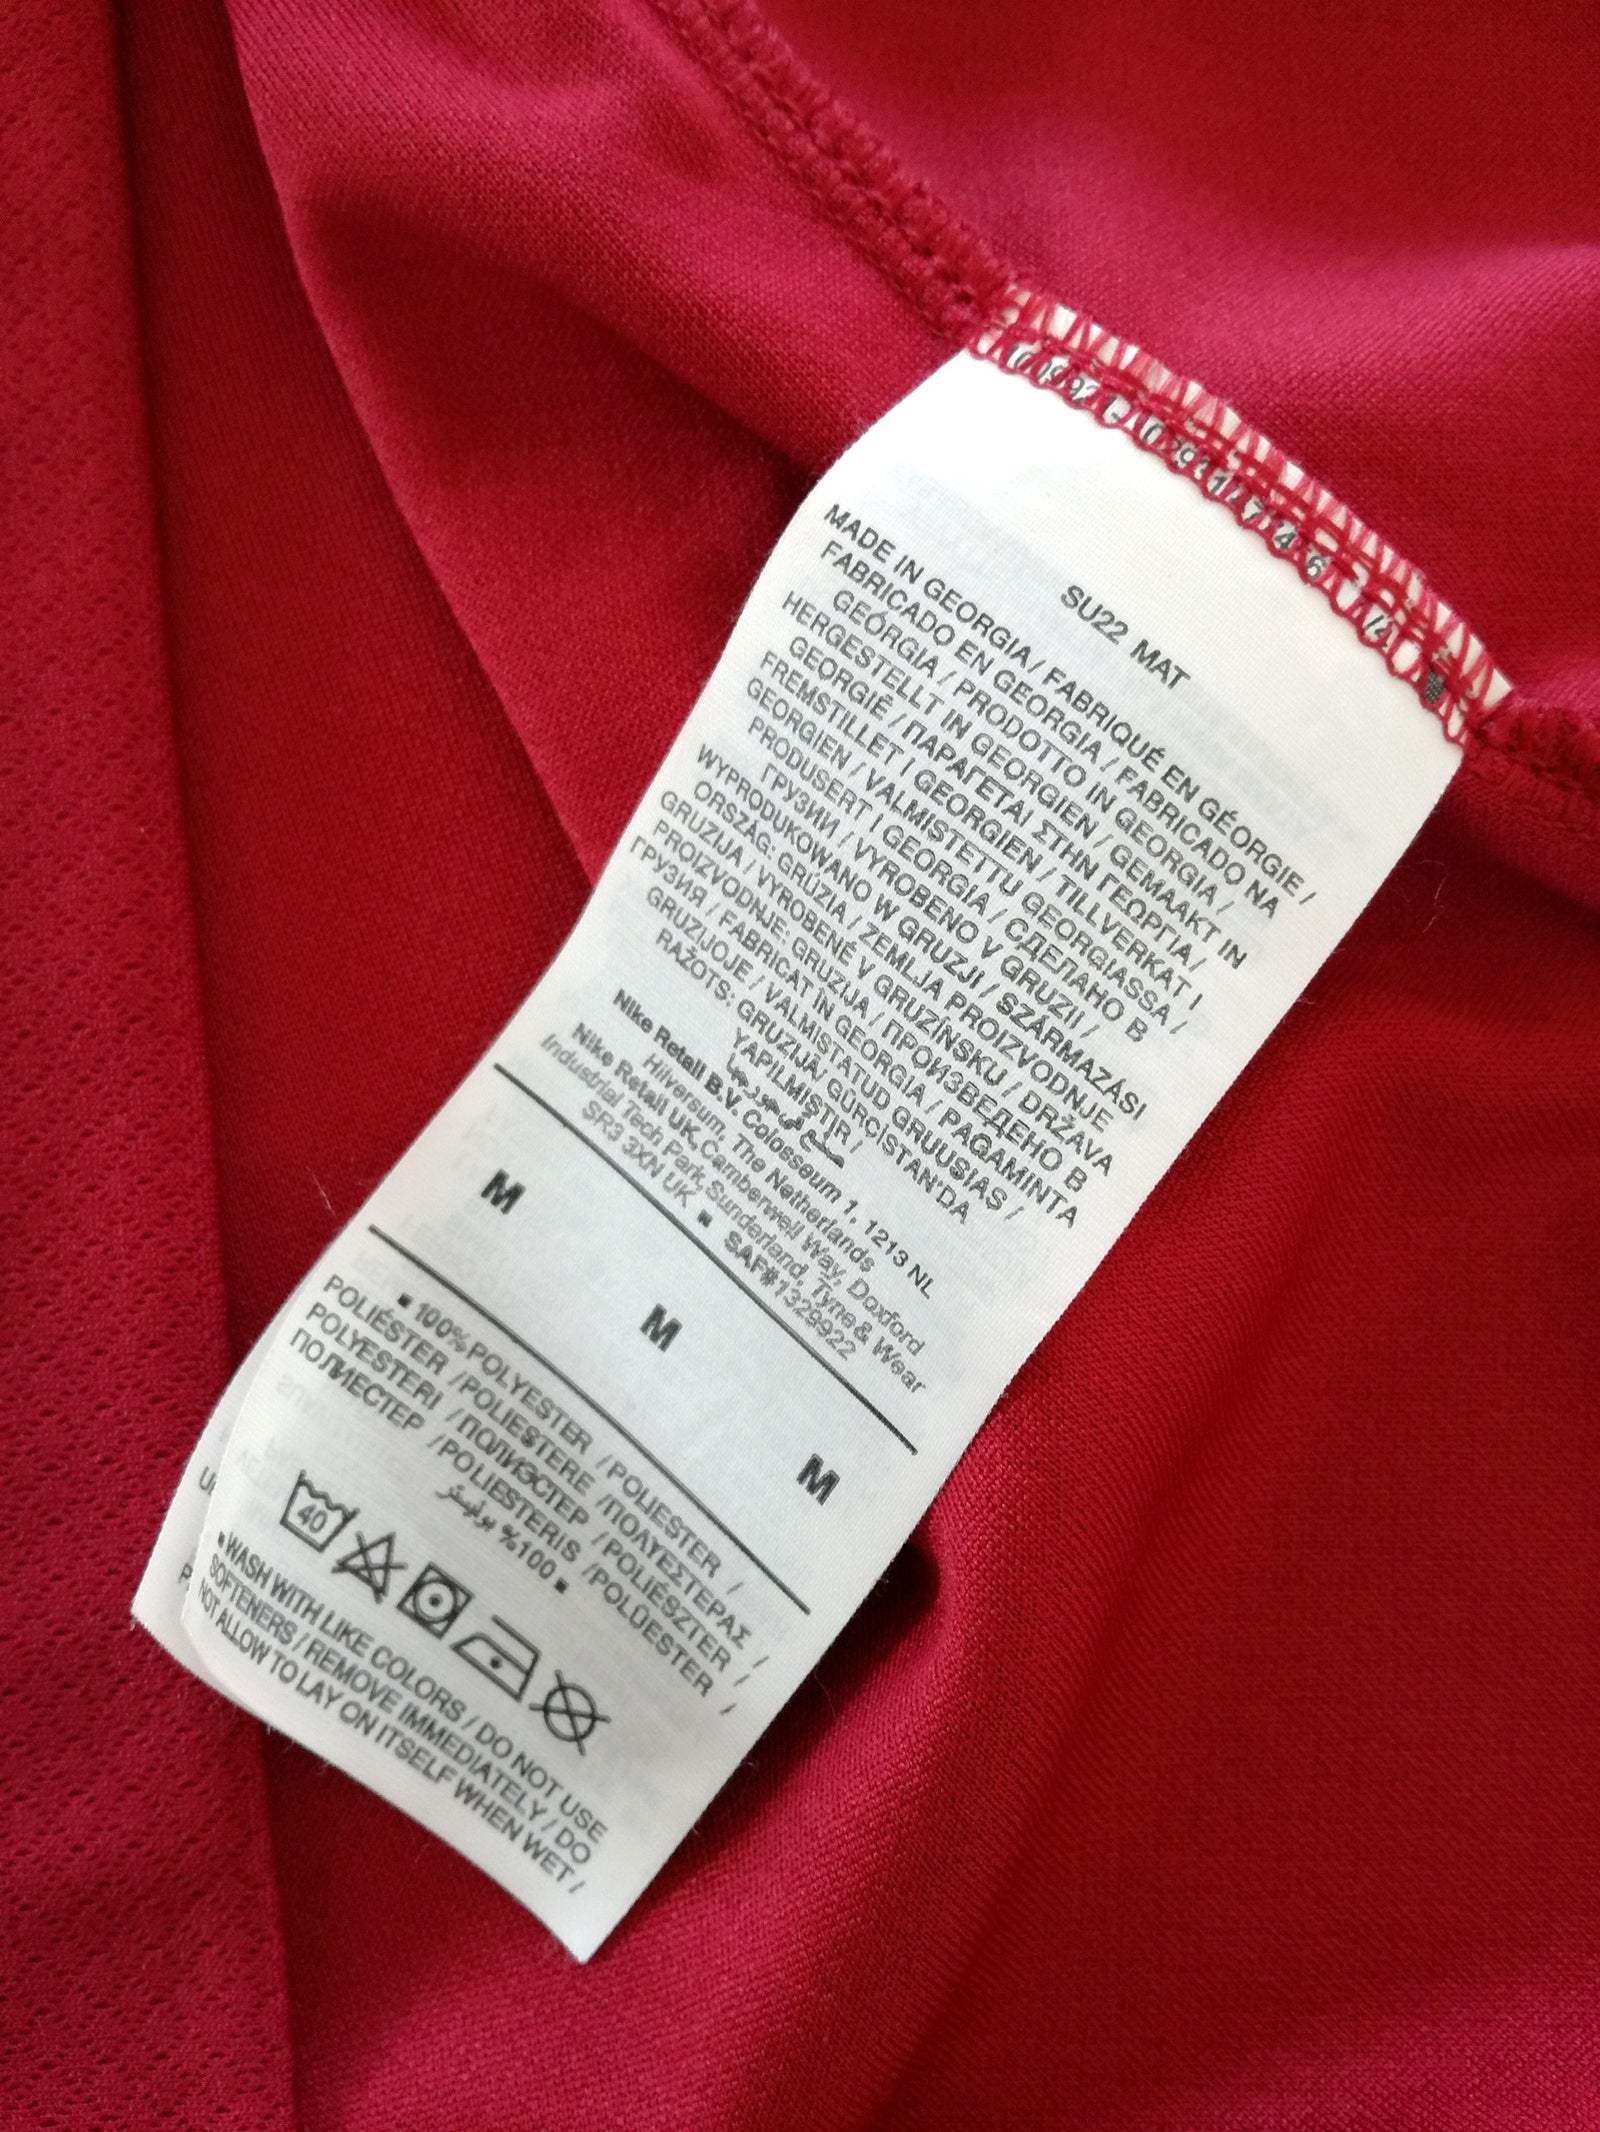 SU22 MAT
MADE IN GEORGIA / FABRIQUÉ EN GÉORGIE /
FABRICADO EN GEORGIA / FABRICADO NA
GEÓRGIA / PRODOTTO IN GEORGIA /
HERGESTELLT IN GEORGIEN / GEMAAKT IN
GEORGIË / ΠΑΡΑΓΕΤΑΙ ΣΤΗΝ ΓΕΩΡΓΙΑ /
FREMSTILLET I GEORGIEN / TILLVERKAT I
GEORGIEN / VALMISTETTU GEORGIASSA /
PRODUSERT I GEORGIA / СДЕЛАНО В
ГРУЗИИ / VYROBENO V GRUZII /
WYPRODUKOWANO W GRUZJI / SZÁRMAZÁSI
ORSZÁG: GRÚZIA / ZEMLJA PROIZVODNJE
GRUZIJA / VYROBENÉ V GRUZÍNSKU / DRŽAVA
PROIZVODNJE: GRUZIJA / ПРОИЗВЕДЕНО В
ГРУЗИЯ / FABRICAT ÎN GEORGIA / PAGAMINTA
GRUZIJOJE / VALMISTATUD GRUUSIAS /
RAŽOTS: GRUZIJĀ/ GÜRCİSTAN'DA
YAPILMIŞTIR /
Nike Retail B.V. Colosseum 1, 1213 NL
Hilversum, The Netherlands
Nike Retail UK,Camberwell Way, Doxford
Industrial Tech Park, Sunderland, Tyne & Wear
SR3 3XN UK ▪ SAF#1329922
M M M
▪ 100% POLYESTER /POLIESTER /
POLIÉSTER /POLIESTERE /ΠΟΛΥΕΣΤΕΡΑΣ /
POLYESTERI /ПОЛИЭСТЕР /POLIÉSZTER /
ПОЛИЕСТЕР /POLIESTERIS /POLÜESTER /
بوليستر %100 ▪
40
▪WASH WITH LIKE COLORS / DO NOT USE
SOFTENERS / REMOVE IMMEDIATELY / DO
NOT ALLOW TO LAY ON ITSELF WHEN WET /